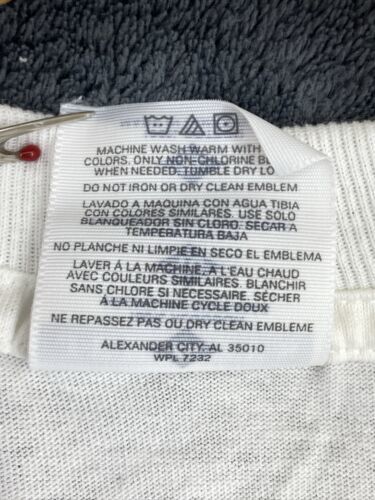 MACHINE WASH WARM WITH
COLORS, ONLY NON-CHLORINE
WHEN NEEDED. TUMBLE DRY
DO NOT IRON OR DRY CLEAN EMBLEM
LAVADO A MAQUINA CON AGUA TIBIA
CON COLORES SIMILARES. USE SOLO
BLANQUEADOR SIN CLORO. SECAR A
TEMPERATURA BAJA
NO PLANCHE NI LIMPIE EN SECO EL EMBLEMA
LAVER Á LA MACHINE, A L'EAU CHAUD
AVEC COULEURS SIMILAIRES. BLANCHIR
SANS CHLORE SI NECESSAIRE. SÉCHER
Á LA MACHINE CYCLE DOUX
NE REPASSEZ PAS OU DRY CLEAN EMBLEME
ALEXANDER CITY, AL 35010
WPL 7232